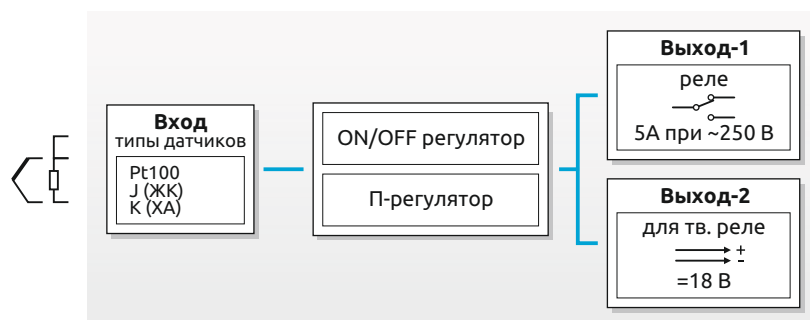 Вход
типы датчиков
Pt100
J (ЖК)
K (ХА)
ON/OFF регулятор
П-регулятор
Выход-1
реле
5А при ~250 В
Выход-2
для тв. реле
+
-
=18 В